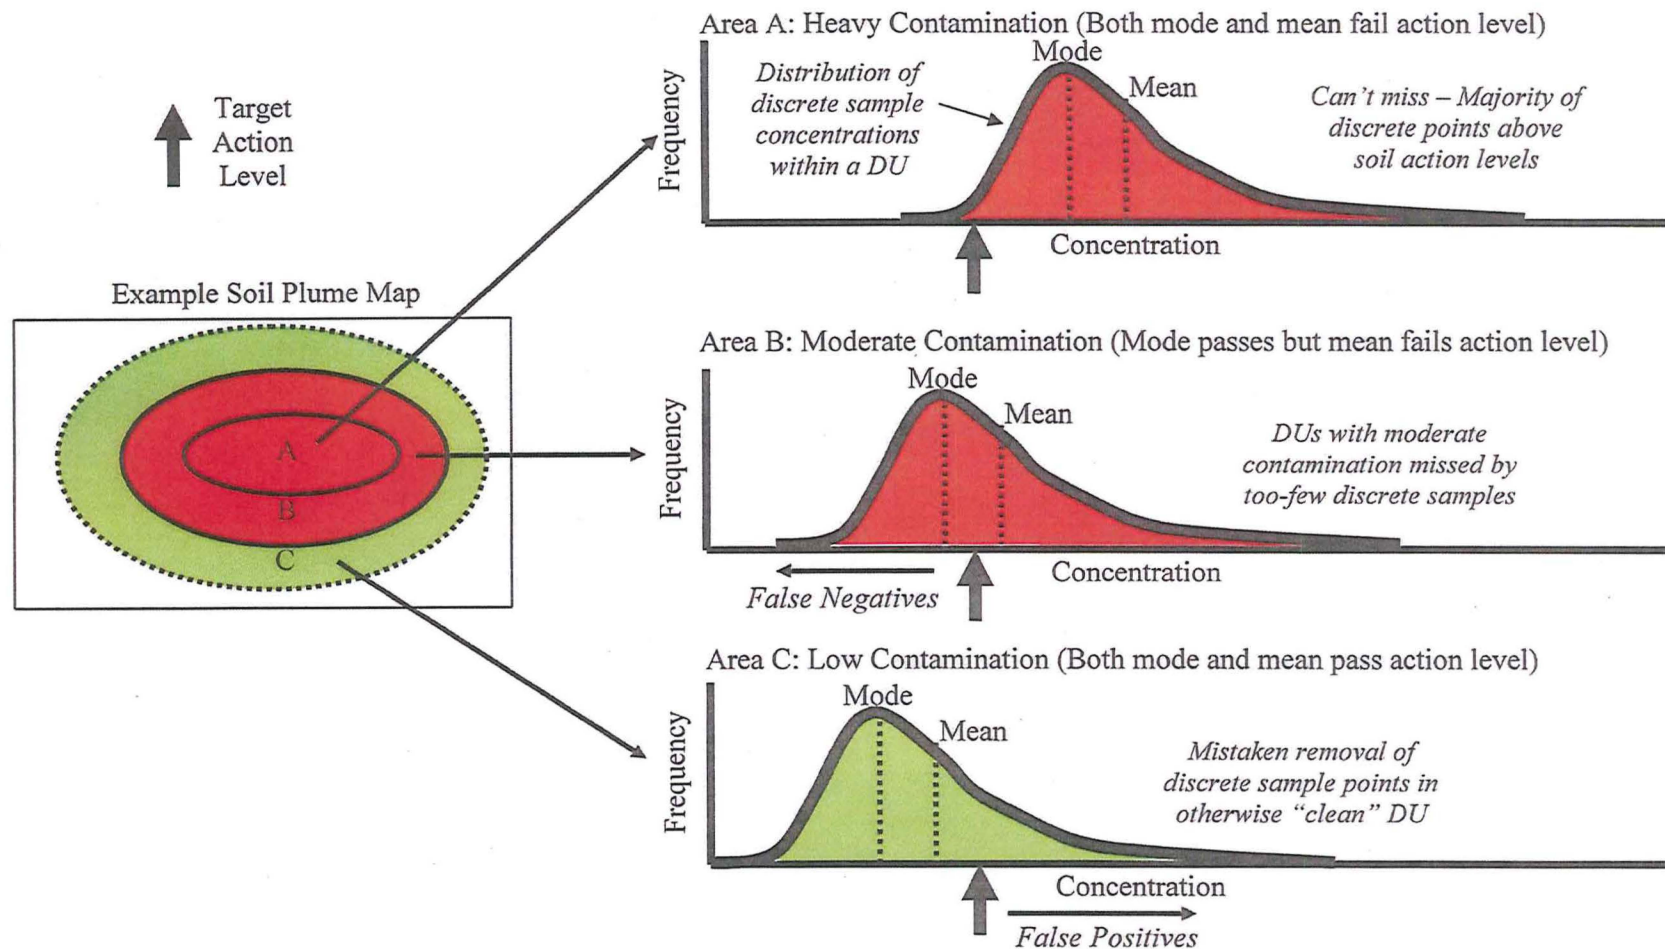 Target
Action
Level
Example Soil Plume Map
A
B
C
Area A: Heavy Contamination (Both mode and mean fail action level)
Frequency
Distribution of
discrete sample
concentrations
within a DU
Mode
Mean
Can't miss – Majority of
discrete points above
soil action levels
Concentration
Area B: Moderate Contamination (Mode passes but mean fails action level)
Frequency
Mode
Mean
DUs with moderate
contamination missed by
too-few discrete samples
Concentration
False Negatives
Area C: Low Contamination (Both mode and mean pass action level)
Frequency
Mode
Mean
Mistaken removal of
discrete sample points in
otherwise “clean” DU
Concentration
False Positives